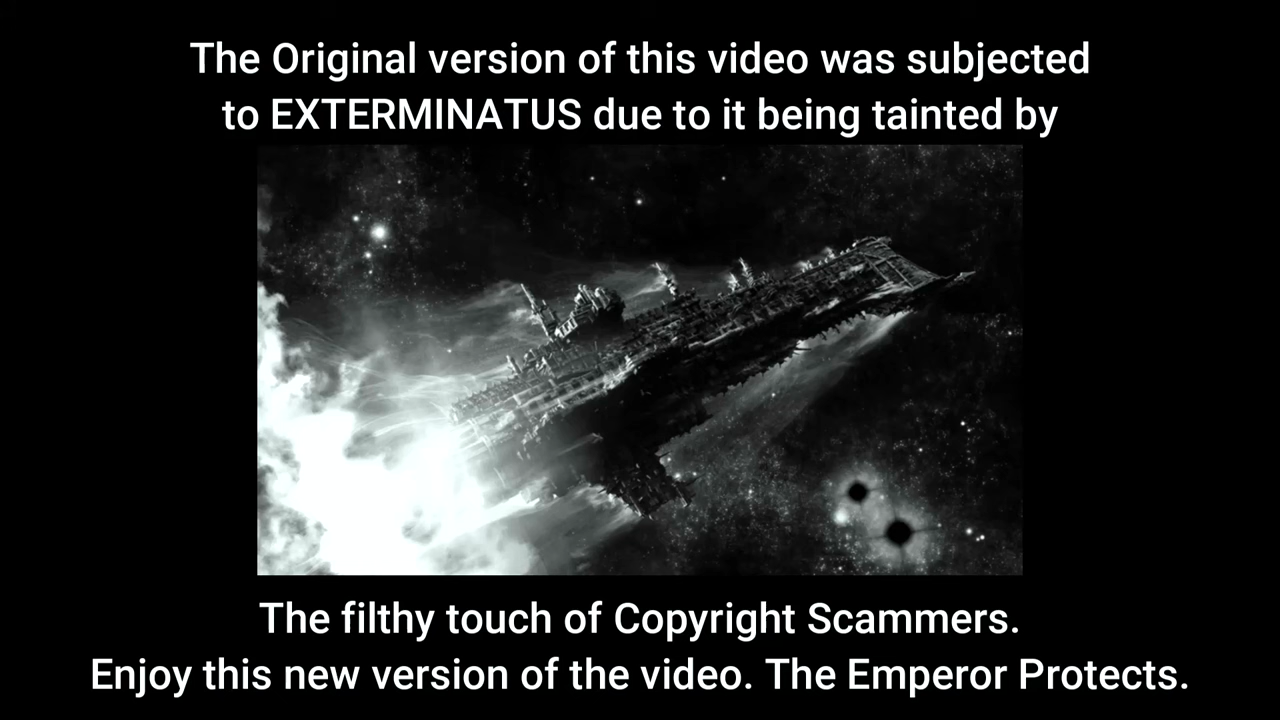 The Original version of this video was subjected
to EXTERMINATUS due to it being tainted by
The filthy touch of Copyright Scammers.
Enjoy this new version of the video. The Emperor Protects.